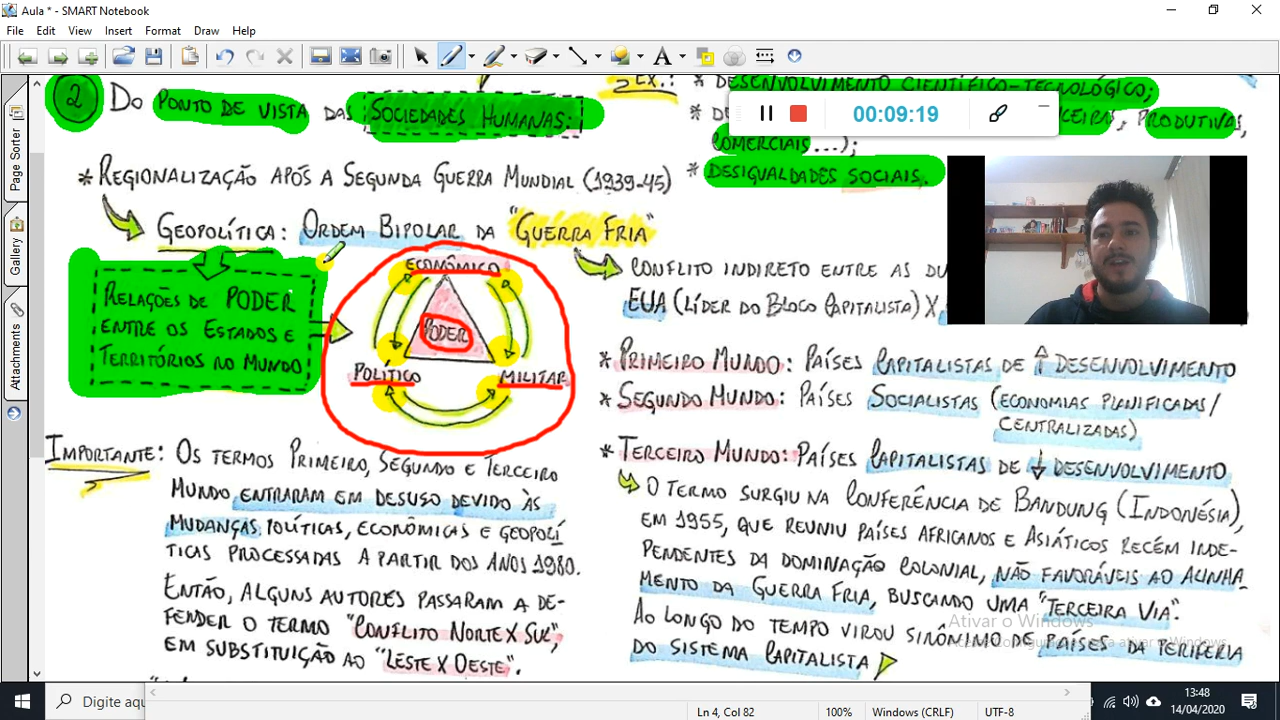 Aula * - SMART Notebook
File Edit View Insert Format Draw Help
Page Sorter
Gallery
Attachments
2 DO PONTO DE VISTA DAS SOCIEDADES HUMANAS:
* REGIONALIZAÇÃO APÓS A SEGUNDA GUERRA MUNDIAL (1939-45)
GEOPOLÍTICA: ORDEM BIPOLAR DA "GUERRA FRIA"
RELAÇÕES DE PODER
ENTRE OS ESTADOS E
TERRITÓRIOS NO MUNDO
ECONÔMICO
PODER
POLÍTICO
MILITAR
IMPORTANTE: OS TERMOS PRIMEIRO, SEGUNDO E TERCEIRO
MUNDO ENTRARAM EM DESUSO DEVIDO ÀS
MUDANÇAS POLÍTICAS, ECONÔMICAS E GEOPOLÍ
TICAS PROCESSADAS A PARTIR DOS ANOS 1980.
ENTÃO, ALGUNS AUTORES PASSARAM A DE-
FENDER O TERMO "CONFLITO NORTE X SUL",
EM SUBSTITUIÇÃO AO "LESTE X OESTE".
EX.: * DESENVOLVIMENTO CIENTÍFICO-TECNOLÓGICO;
* PRODUTIVAS,
COMERCIAIS...);
* DESIGUALDADES SOCIAIS.
00:09:19
CONFLITO INDIRETO ENTRE AS
EUA (LÍDER DO BLOCO CAPITALISTA) X
* PRIMEIRO MUNDO: PAÍSES CAPITALISTAS DE ↑ DESENVOLVIMENTO
* SEGUNDO MUNDO: PAÍSES SOCIALISTAS (ECONOMIAS PLANIFICADAS/
CENTRALIZADAS)
* TERCEIRO MUNDO: PAÍSES CAPITALISTAS DE ↓ DESENVOLVIMENTO
O TERMO SURGIU NA CONFERÊNCIA DE BANDUNG (INDONÉSIA),
EM 1955, QUE REUNIU PAÍSES AFRICANOS E ASIÁTICOS RECÉM INDE-
PENDENTES DA DOMINAÇÃO COLONIAL, NÃO FAVORÁVEIS AO ALINHA
MENTO DA GUERRA FRIA, BUSCANDO UMA "TERCEIRA VIA".
AO LONGO DO TEMPO VIROU SINÔNIMO DE PAÍSES DA PERIFERIA
DO SISTEMA CAPITALISTA
Ativar o Windows
Digite aqu
Ln 4, Col 82
100%
Windows (CRLF)
UTF-8
13:48
14/04/2020